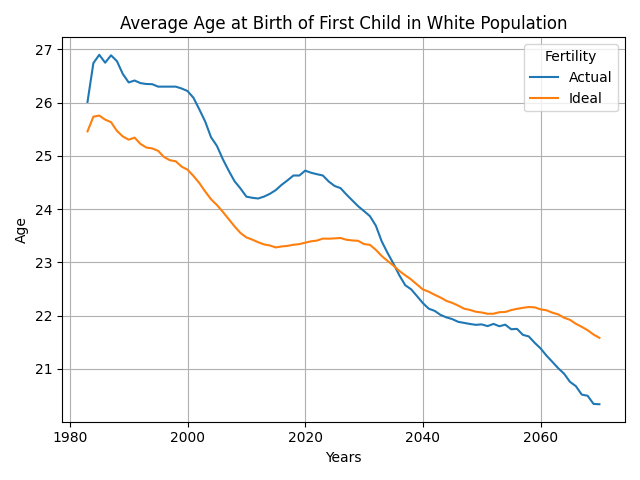 Average Age at Birth of First Child in White Population
Fertility
Actual
Ideal
Age
27
26
25
24
23
22
21
1980
2000
2020
2040
2060
Years